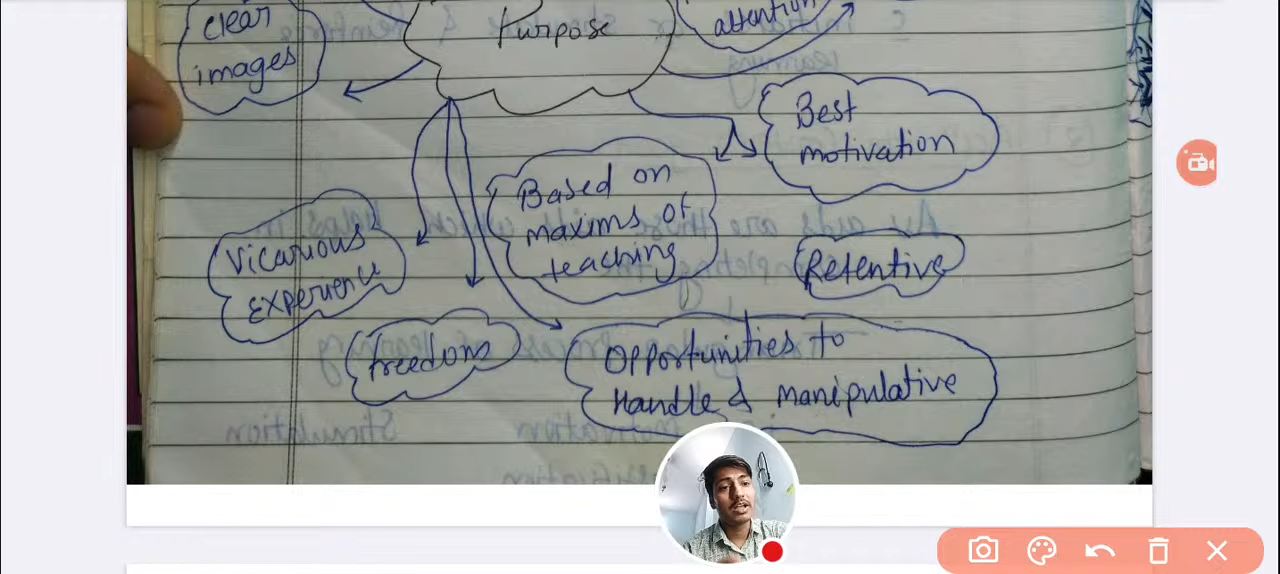 clear
images
purpose
attention
Best
motivation
Based on
maxims of
teaching
Vicarious
Experience
Retentive
freedom
Opportunities to
Handle & manipulative